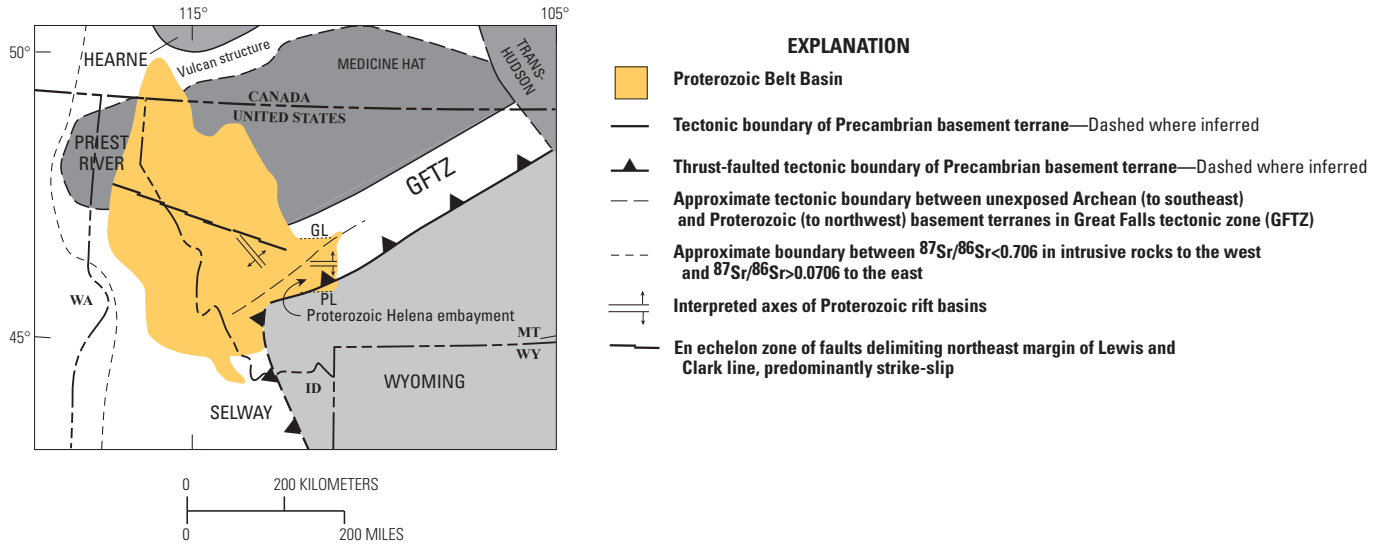 115°
105°
50°
45°
HEARNE
Vulcan structure
MEDICINE HAT
TRANS-
HUDSON
CANADA
UNITED STATES
PRIEST
RIVER
GFTZ
GL
WA
PL
Proterozoic Helena embayment
MT
WY
ID
WYOMING
SELWAY
0
200 KILOMETERS
0
200 MILES
EXPLANATION
Proterozoic Belt Basin
Tectonic boundary of Precambrian basement terrane—Dashed where inferred
Thrust-faulted tectonic boundary of Precambrian basement terrane—Dashed where inferred
Approximate tectonic boundary between unexposed Archean (to southeast)
and Proterozoic (to northwest) basement terranes in Great Falls tectonic zone (GFTZ)
Approximate boundary between ⁸⁷Sr/⁸⁶Sr<0.706 in intrusive rocks to the west
and ⁸⁷Sr/⁸⁶Sr>0.0706 to the east
Interpreted axes of Proterozoic rift basins
En echelon zone of faults delimiting northeast margin of Lewis and
Clark line, predominantly strike-slip